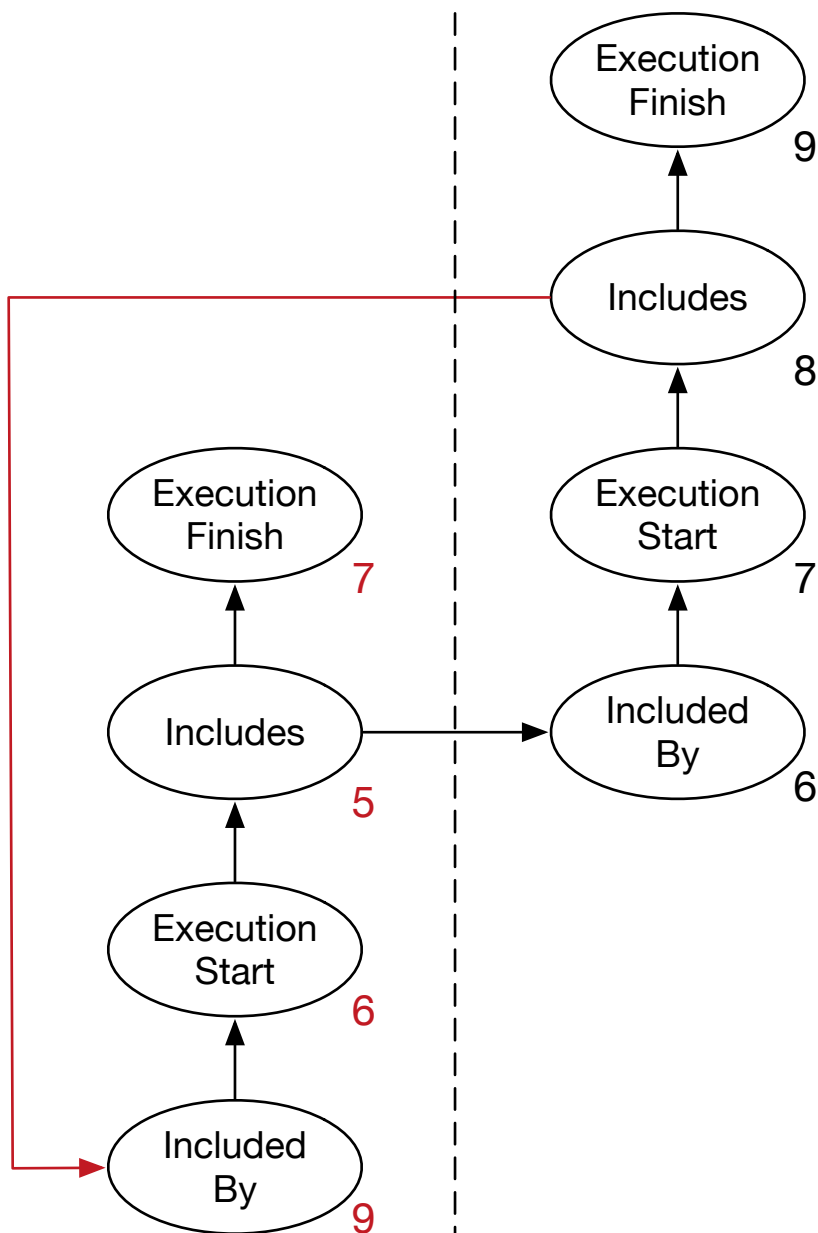 Execution
Finish
9
Includes
8
Execution
Finish
7
Execution
Start
7
Includes
5
Included
By
6
Execution
Start
6
Included
By
9